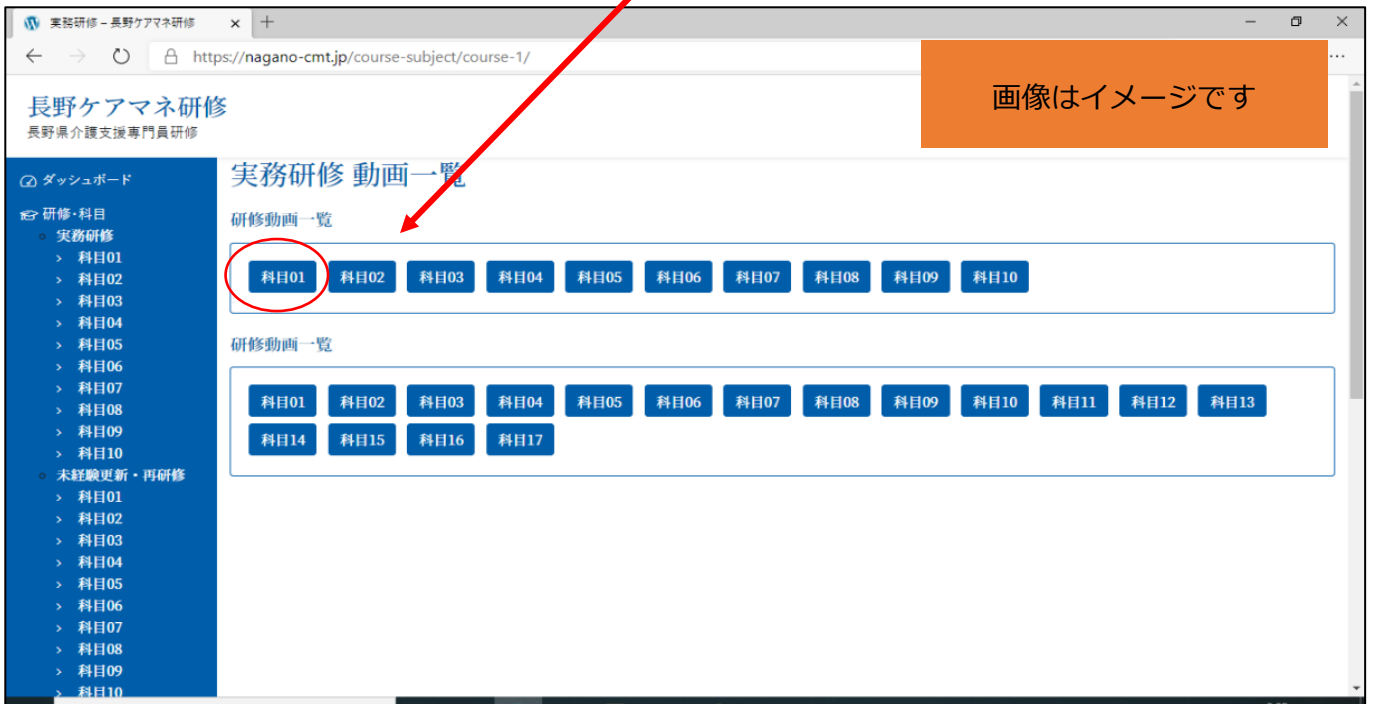 実務研修 – 長野ケアマネ研修
https://nagano-cmt.jp/course-subject/course-1/
画像はイメージです
長野ケアマネ研修
長野県介護支援専門員研修
ダッシュボード
研修・科目
実務研修
科目01
科目02
科目03
科目04
科目05
科目06
科目07
科目08
科目09
科目10
未経験更新・再研修
科目01
科目02
科目03
科目04
科目05
科目06
科目07
科目08
科目09
科目10
実務研修 動画一覧
研修動画一覧
科目01 科目02 科目03 科目04 科目05 科目06 科目07 科目08 科目09 科目10
研修動画一覧
科目01 科目02 科目03 科目04 科目05 科目06 科目07 科目08 科目09 科目10 科目11 科目12 科目13
科目14 科目15 科目16 科目17